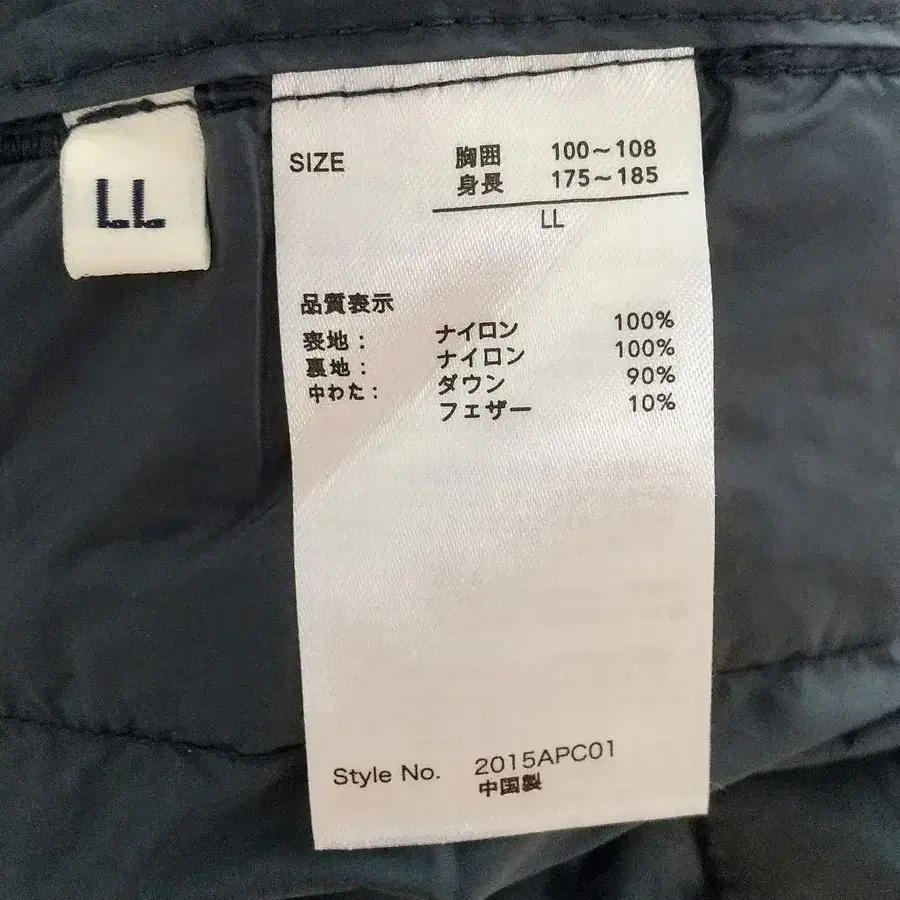 LL
SIZE 胸囲 100~108
身長 175~185
LL
品質表示
表地: ナイロン 100%
裏地: ナイロン 100%
中わた: ダウン 90%
フェザー 10%
Style No. 2015APC01
中国製